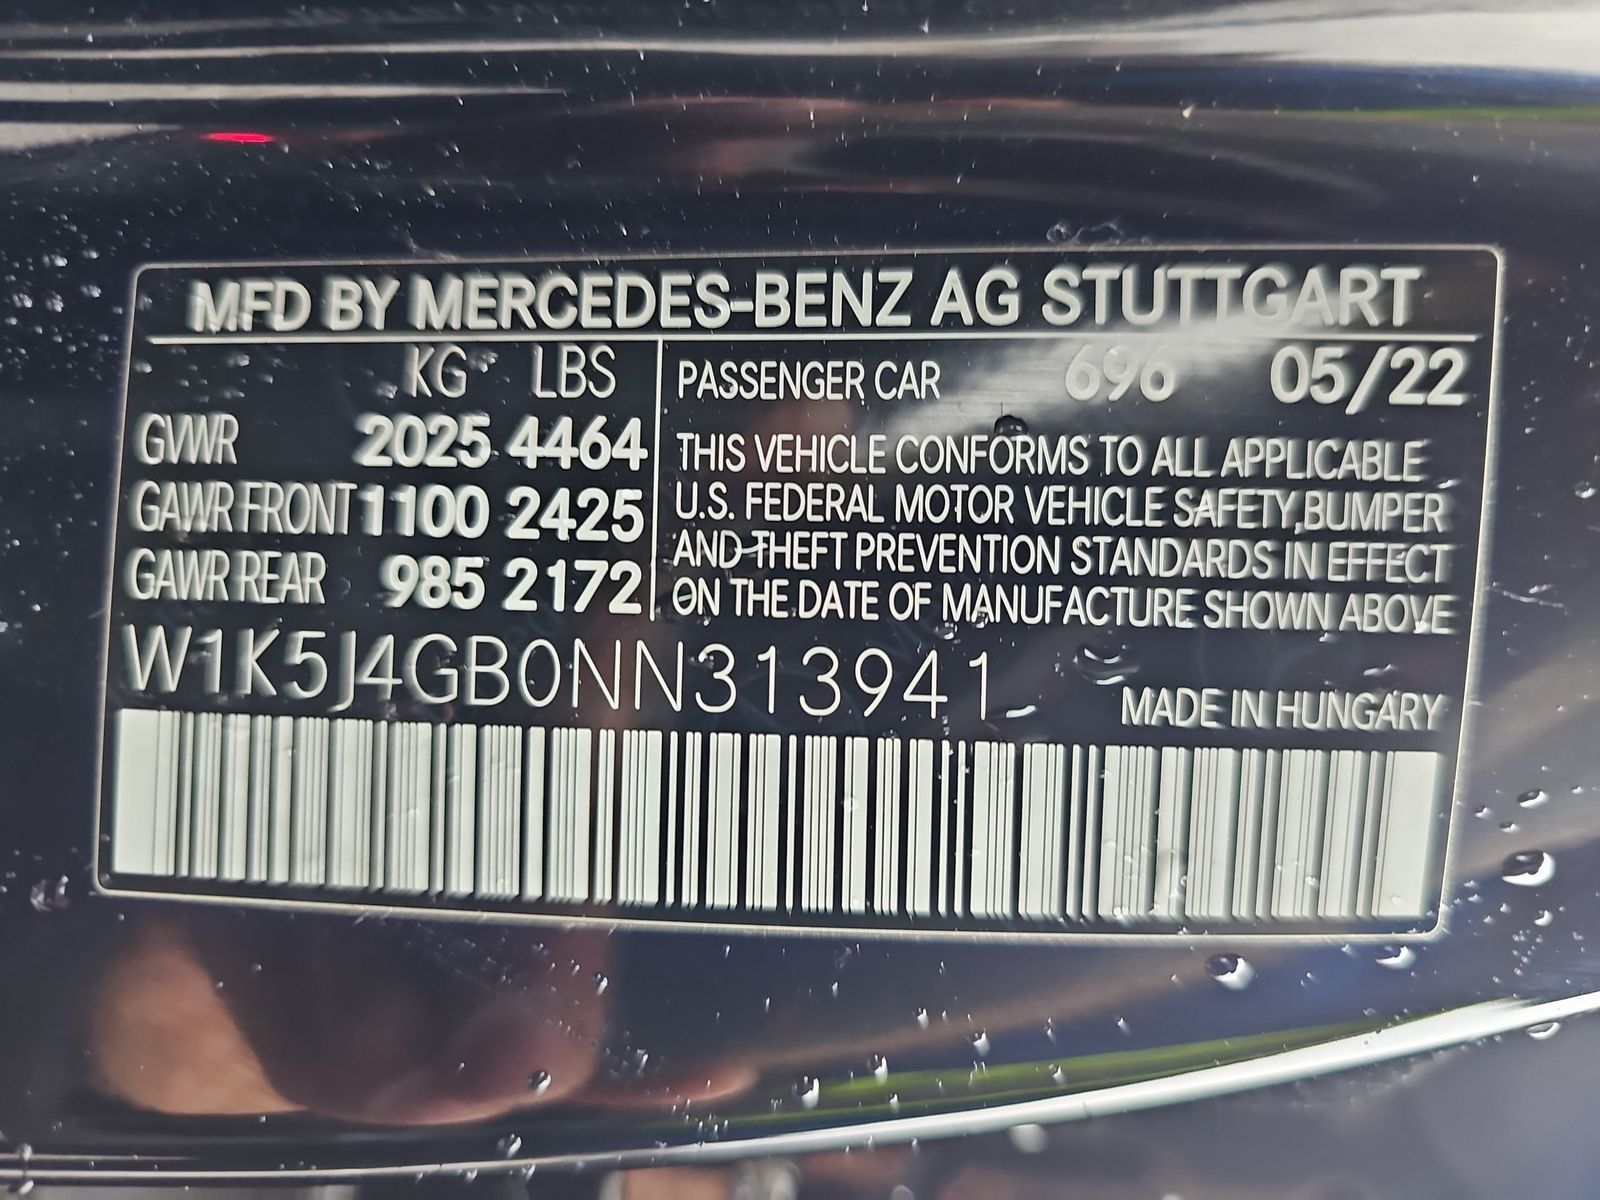 MFD BY MERCEDES-BENZ AG STUTTGART
KG LBS
GVWR 2025 4464
GAWR FRONT 1100 2425
GAWR REAR 985 2172
PASSENGER CAR 696 05/22
THIS VEHICLE CONFORMS TO ALL APPLICABLE
U.S. FEDERAL MOTOR VEHICLE SAFETY,BUMPER
AND THEFT PREVENTION STANDARDS IN EFFECT
ON THE DATE OF MANUFACTURE SHOWN ABOVE
W1K5J4GB0NN313941
MADE IN HUNGARY